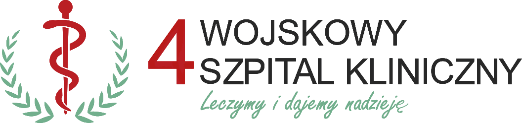 4 WOJSKOWY
SZPITAL KLINICZNY
Leczymy i dajemy nadzieję